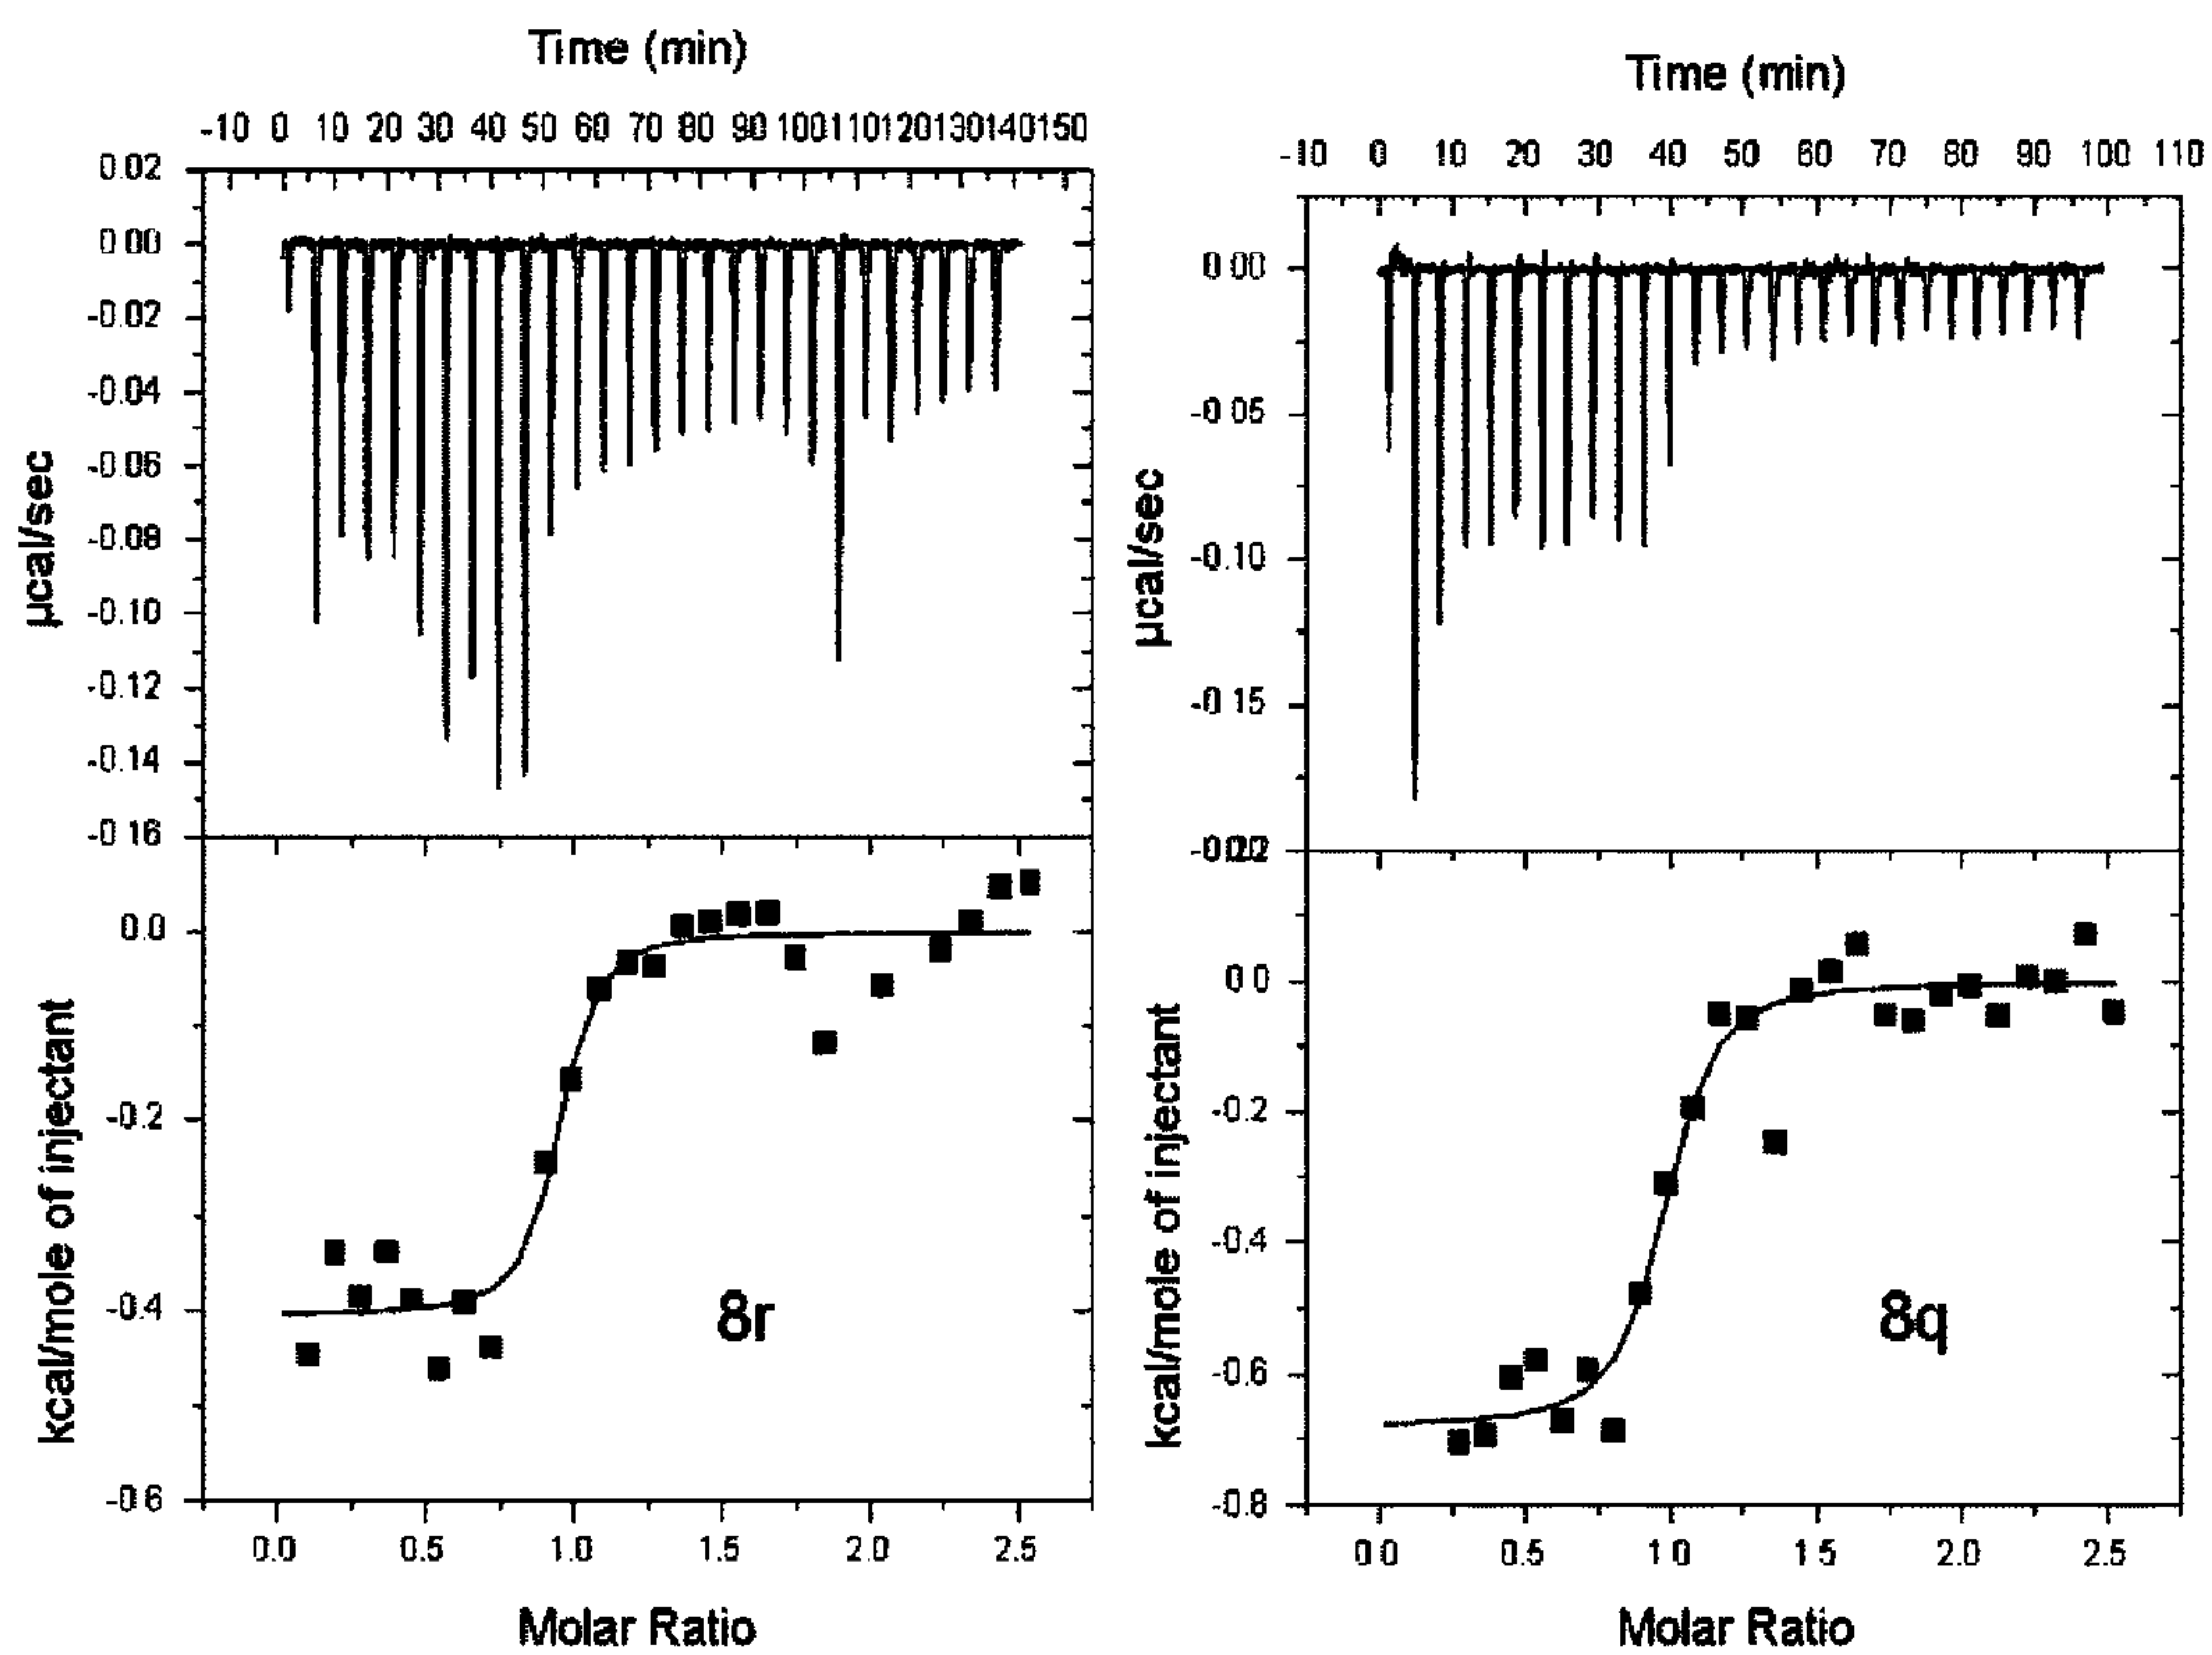 Time (min)
-10 0 10 20 30 40 50 60 70 80 90 100 110 120 130 140 150
0.02
0.00
-0.02
-0.04
-0.06
-0.08
-0.10
-0.12
-0.14
-0.16
µcal/sec
0.0
-0.2
-0.4
-0.6
kcal/mole of injectant
8r
0.0 0.5 1.0 1.5 2.0 2.5
Molar Ratio
Time (min)
-10 0 10 20 30 40 50 60 70 80 90 100 110
0.00
-0.05
-0.10
-0.15
µcal/sec
0.0
-0.2
-0.4
-0.6
-0.8
kcal/mole of injectant
8q
0.0 0.5 1.0 1.5 2.0 2.5
Molar Ratio